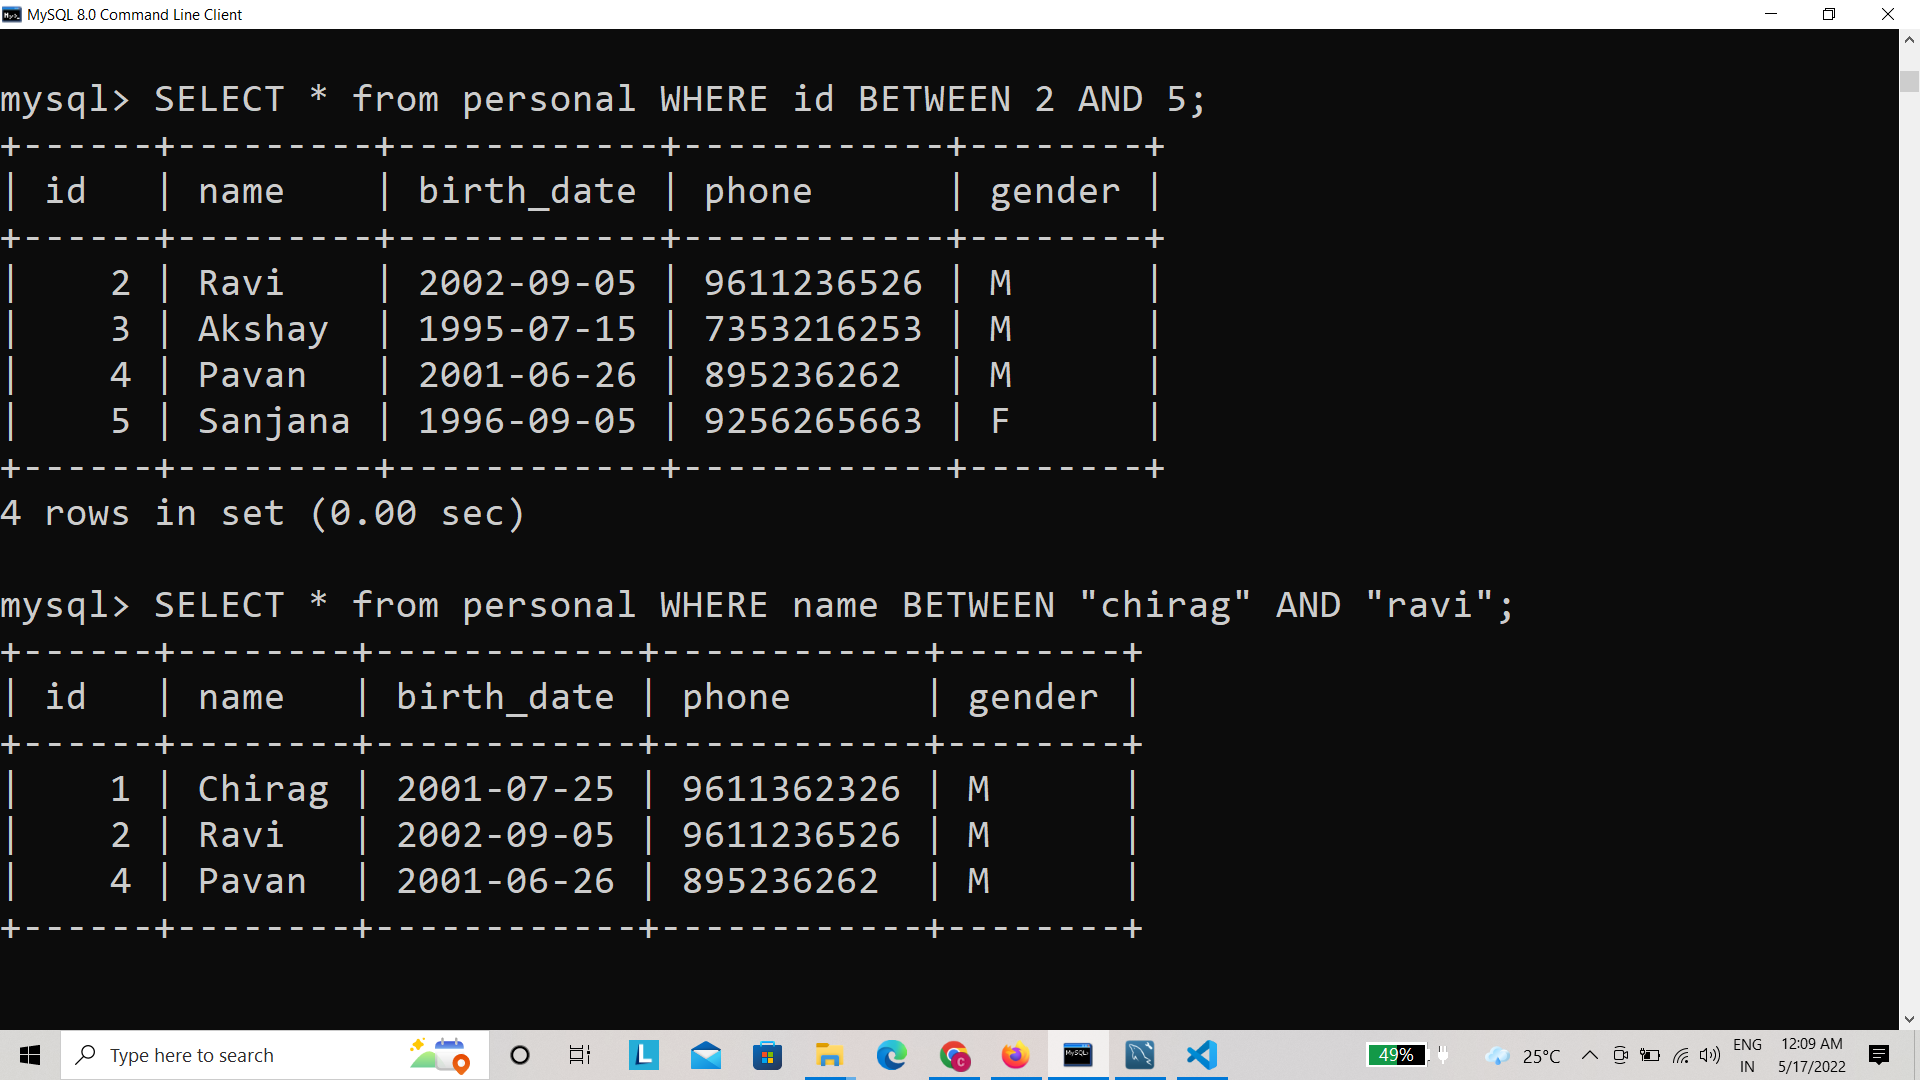 MySQL 8.0 Command Line Client
mysql> SELECT * from personal WHERE id BETWEEN 2 AND 5;
+------+---------+------------+------------+--------+
| id   | name    | birth_date | phone      | gender |
+------+---------+------------+------------+--------+
|    2 | Ravi    | 2002-09-05 | 9611236526 | M      |
|    3 | Akshay  | 1995-07-15 | 7353216253 | M      |
|    4 | Pavan   | 2001-06-26 | 895236262  | M      |
|    5 | Sanjana | 1996-09-05 | 9256265663 | F      |
+------+---------+------------+------------+--------+
4 rows in set (0.00 sec)
mysql> SELECT * from personal WHERE name BETWEEN "chirag" AND "ravi";
+------+--------+------------+------------+--------+
| id   | name   | birth_date | phone      | gender |
+------+--------+------------+------------+--------+
|    1 | Chirag | 2001-07-25 | 9611362326 | M      |
|    2 | Ravi   | 2002-09-05 | 9611236526 | M      |
|    4 | Pavan  | 2001-06-26 | 895236262  | M      |
+------+--------+------------+------------+--------+
Type here to search
L
C
MySQL
49%
25°C
ENG
IN
12:09 AM
5/17/2022